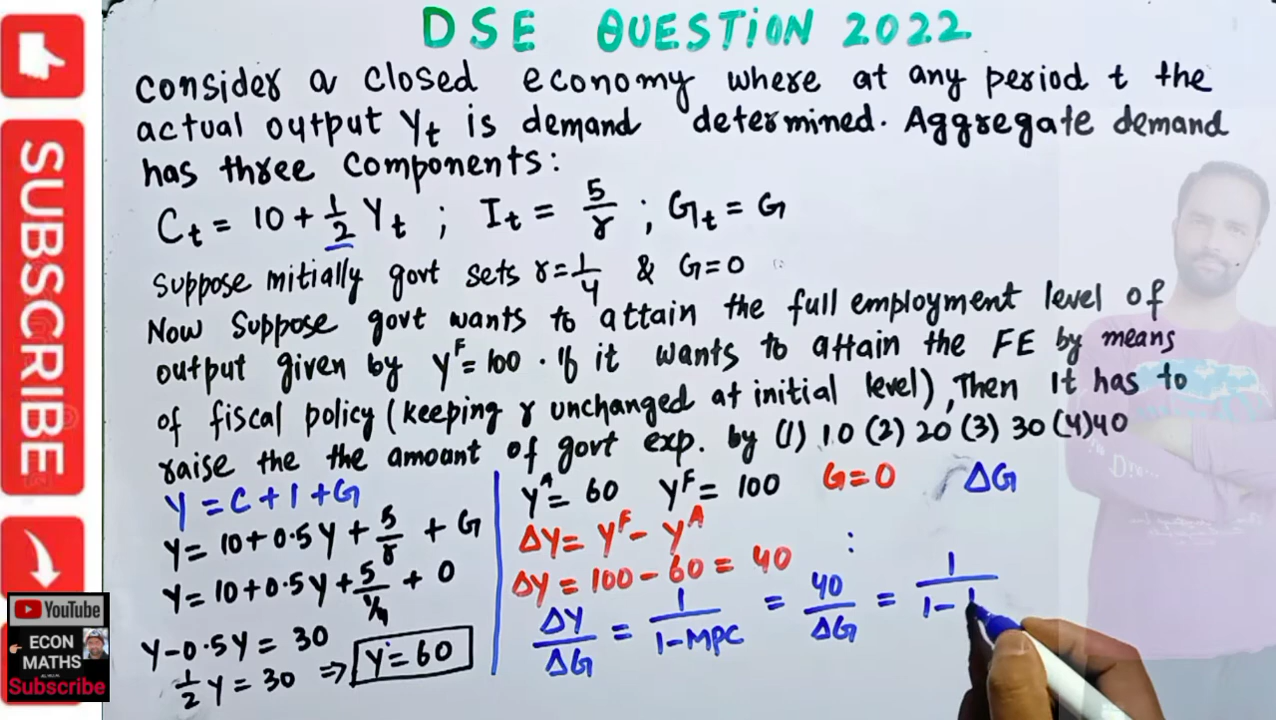 DSE QUESTION 2022
Consider a closed economy where at any period t the
actual output Yt is demand determined. Aggregate demand
has three components:
Ct = 10 + 1/2 Yt ; It = 5/r ; Gt = G
Suppose initially govt sets r = 1/4 & G = 0
Now suppose govt wants to attain the full employment level of
output given by Y^F = 100. If it wants to attain the FE by means
of fiscal policy (keeping r unchanged at initial level), Then it has to
raise the the amount of govt exp. by (1) 10 (2) 20 (3) 30 (4) 40
Y = C + I + G
Y = 10 + 0.5Y + 5/r + G
Y = 10 + 0.5Y + 5/1/4 + 0
Y - 0.5Y = 30
1/2 Y = 30 ⇒ Y = 60
Y^A = 60 Y^F = 100 G = 0 ΔG
ΔY = Y^F - Y^A
ΔY = 100 - 60 = 40
ΔY/ΔG = 1/1-MPC = 40/ΔG = 1/1-
SUBSCRIBE
YouTube
ECON
MATHS
Subscribe